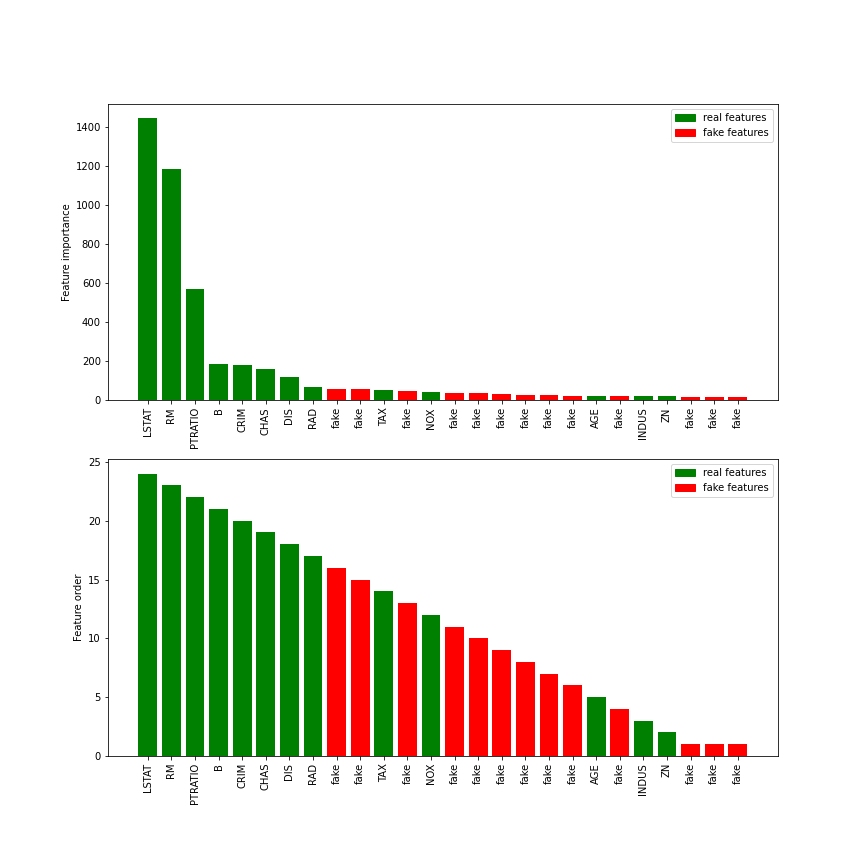 Feature importance
1400
1200
1000
800
600
400
200
0
real features
fake features
LSTAT
RM
PTRATIO
B
CRIM
CHAS
DIS
RAD
fake
fake
TAX
fake
NOX
fake
fake
fake
fake
fake
fake
AGE
fake
INDUS
ZN
fake
fake
fake
Feature order
25
20
15
10
5
0
real features
fake features
LSTAT
RM
PTRATIO
B
CRIM
CHAS
DIS
RAD
fake
fake
TAX
fake
NOX
fake
fake
fake
fake
fake
fake
AGE
fake
INDUS
ZN
fake
fake
fake